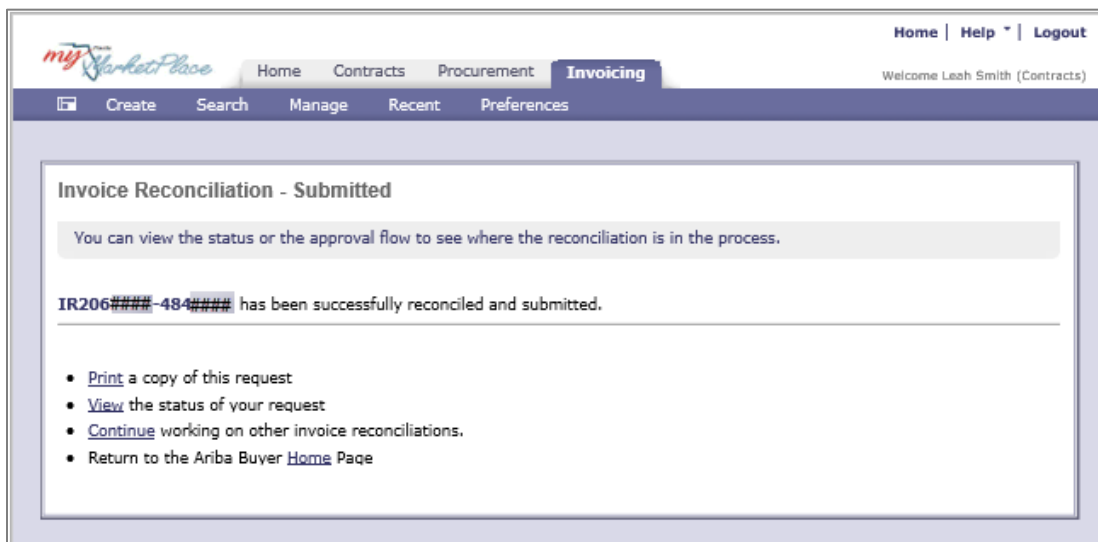 Home | Help | Logout
my Florida MarketPlace
Home Contracts Procurement Invoicing
Welcome Leah Smith (Contracts)
Create Search Manage Recent Preferences
Invoice Reconciliation - Submitted
You can view the status or the approval flow to see where the reconciliation is in the process.
IR206####-484#### has been successfully reconciled and submitted.
• Print a copy of this request
• View the status of your request
• Continue working on other invoice reconciliations.
• Return to the Ariba Buyer Home Page